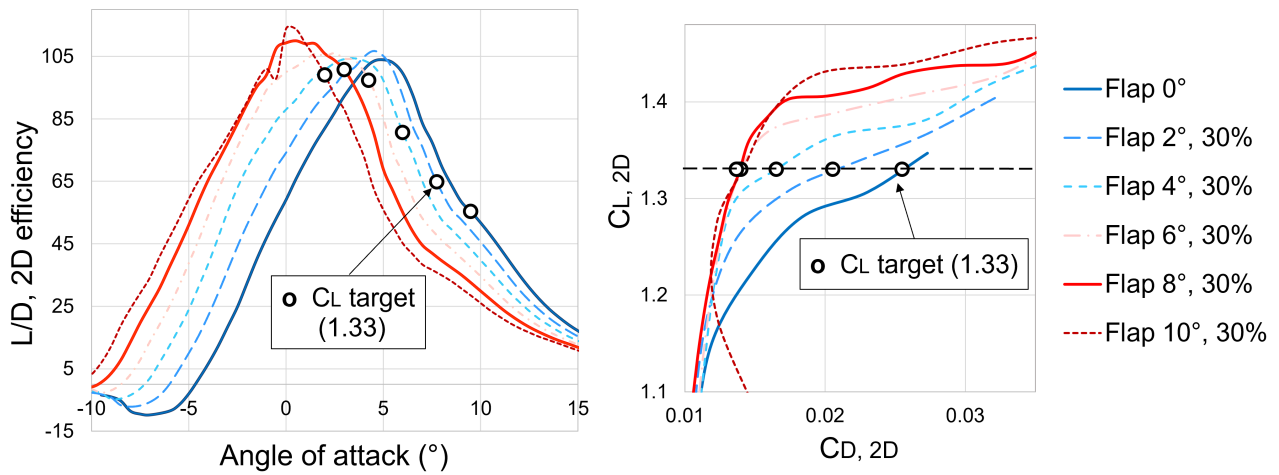 L/D, 2D efficiency
105
85
65
45
25
5
-15
-10
-5
0
5
10
15
Angle of attack (°)
o CL target
(1.33)
CL, 2D
1.4
1.3
1.2
1.1
0.01
0.02
0.03
CD, 2D
o CL target (1.33)
Flap 0°
Flap 2°, 30%
Flap 4°, 30%
Flap 6°, 30%
Flap 8°, 30%
Flap 10°, 30%